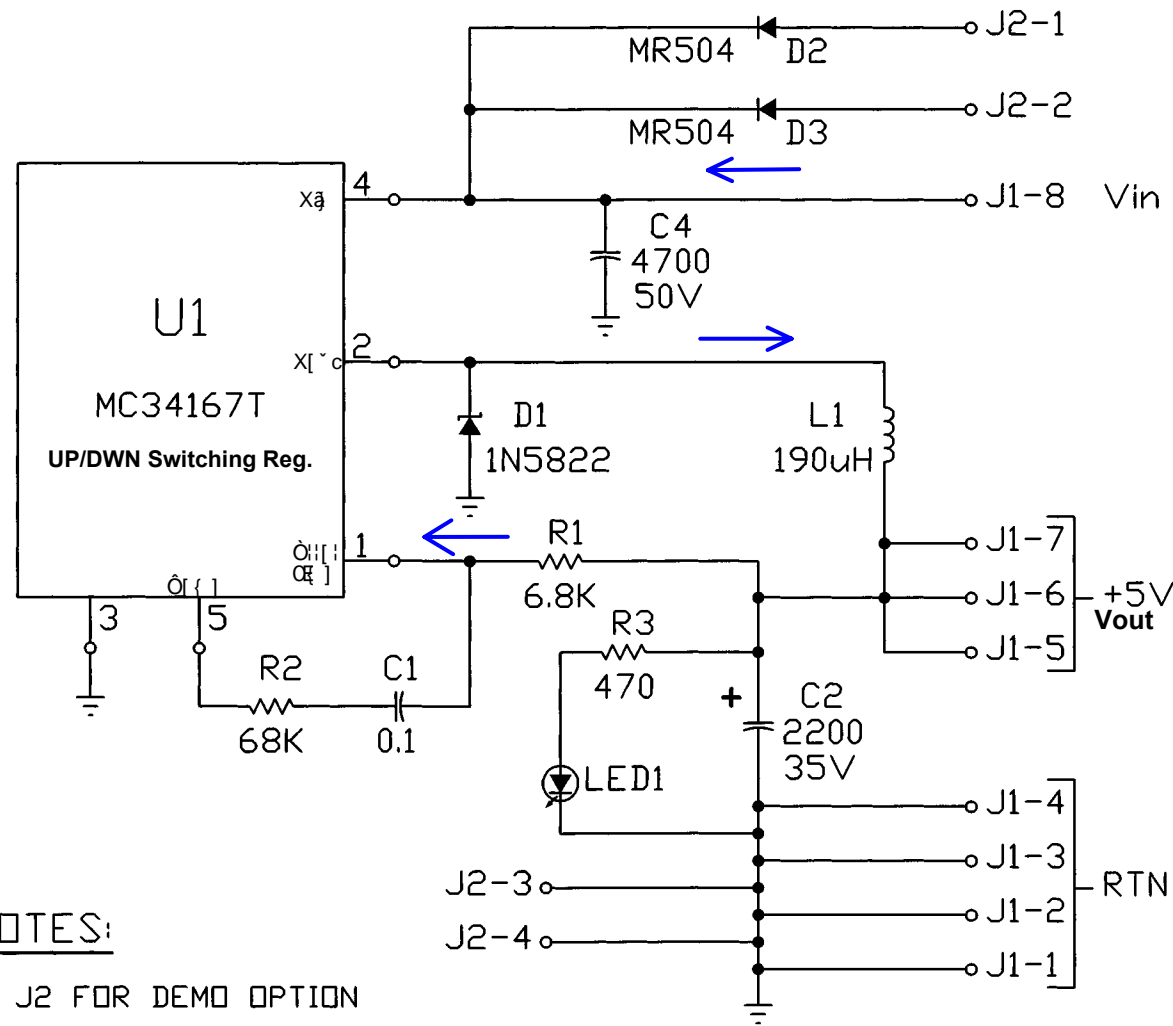 J2-1
MR504 D2
J2-2
MR504 D3
4
J1-8 Vin
C4
4700
50V
U1
2
MC34167T
UP/DWN Switching Reg.
D1
1N5822
L1
190uH
1
R1
6.8K
J1-7
J1-6
+5V
Vout
J1-5
3
5
R3
470
R2
68K
C1
0.1
+
C2
2200
35V
LED1
J1-4
J1-3
RTN
J2-3
J1-2
J2-4
J1-1
OTES:
J2 FOR DEMO OPTION